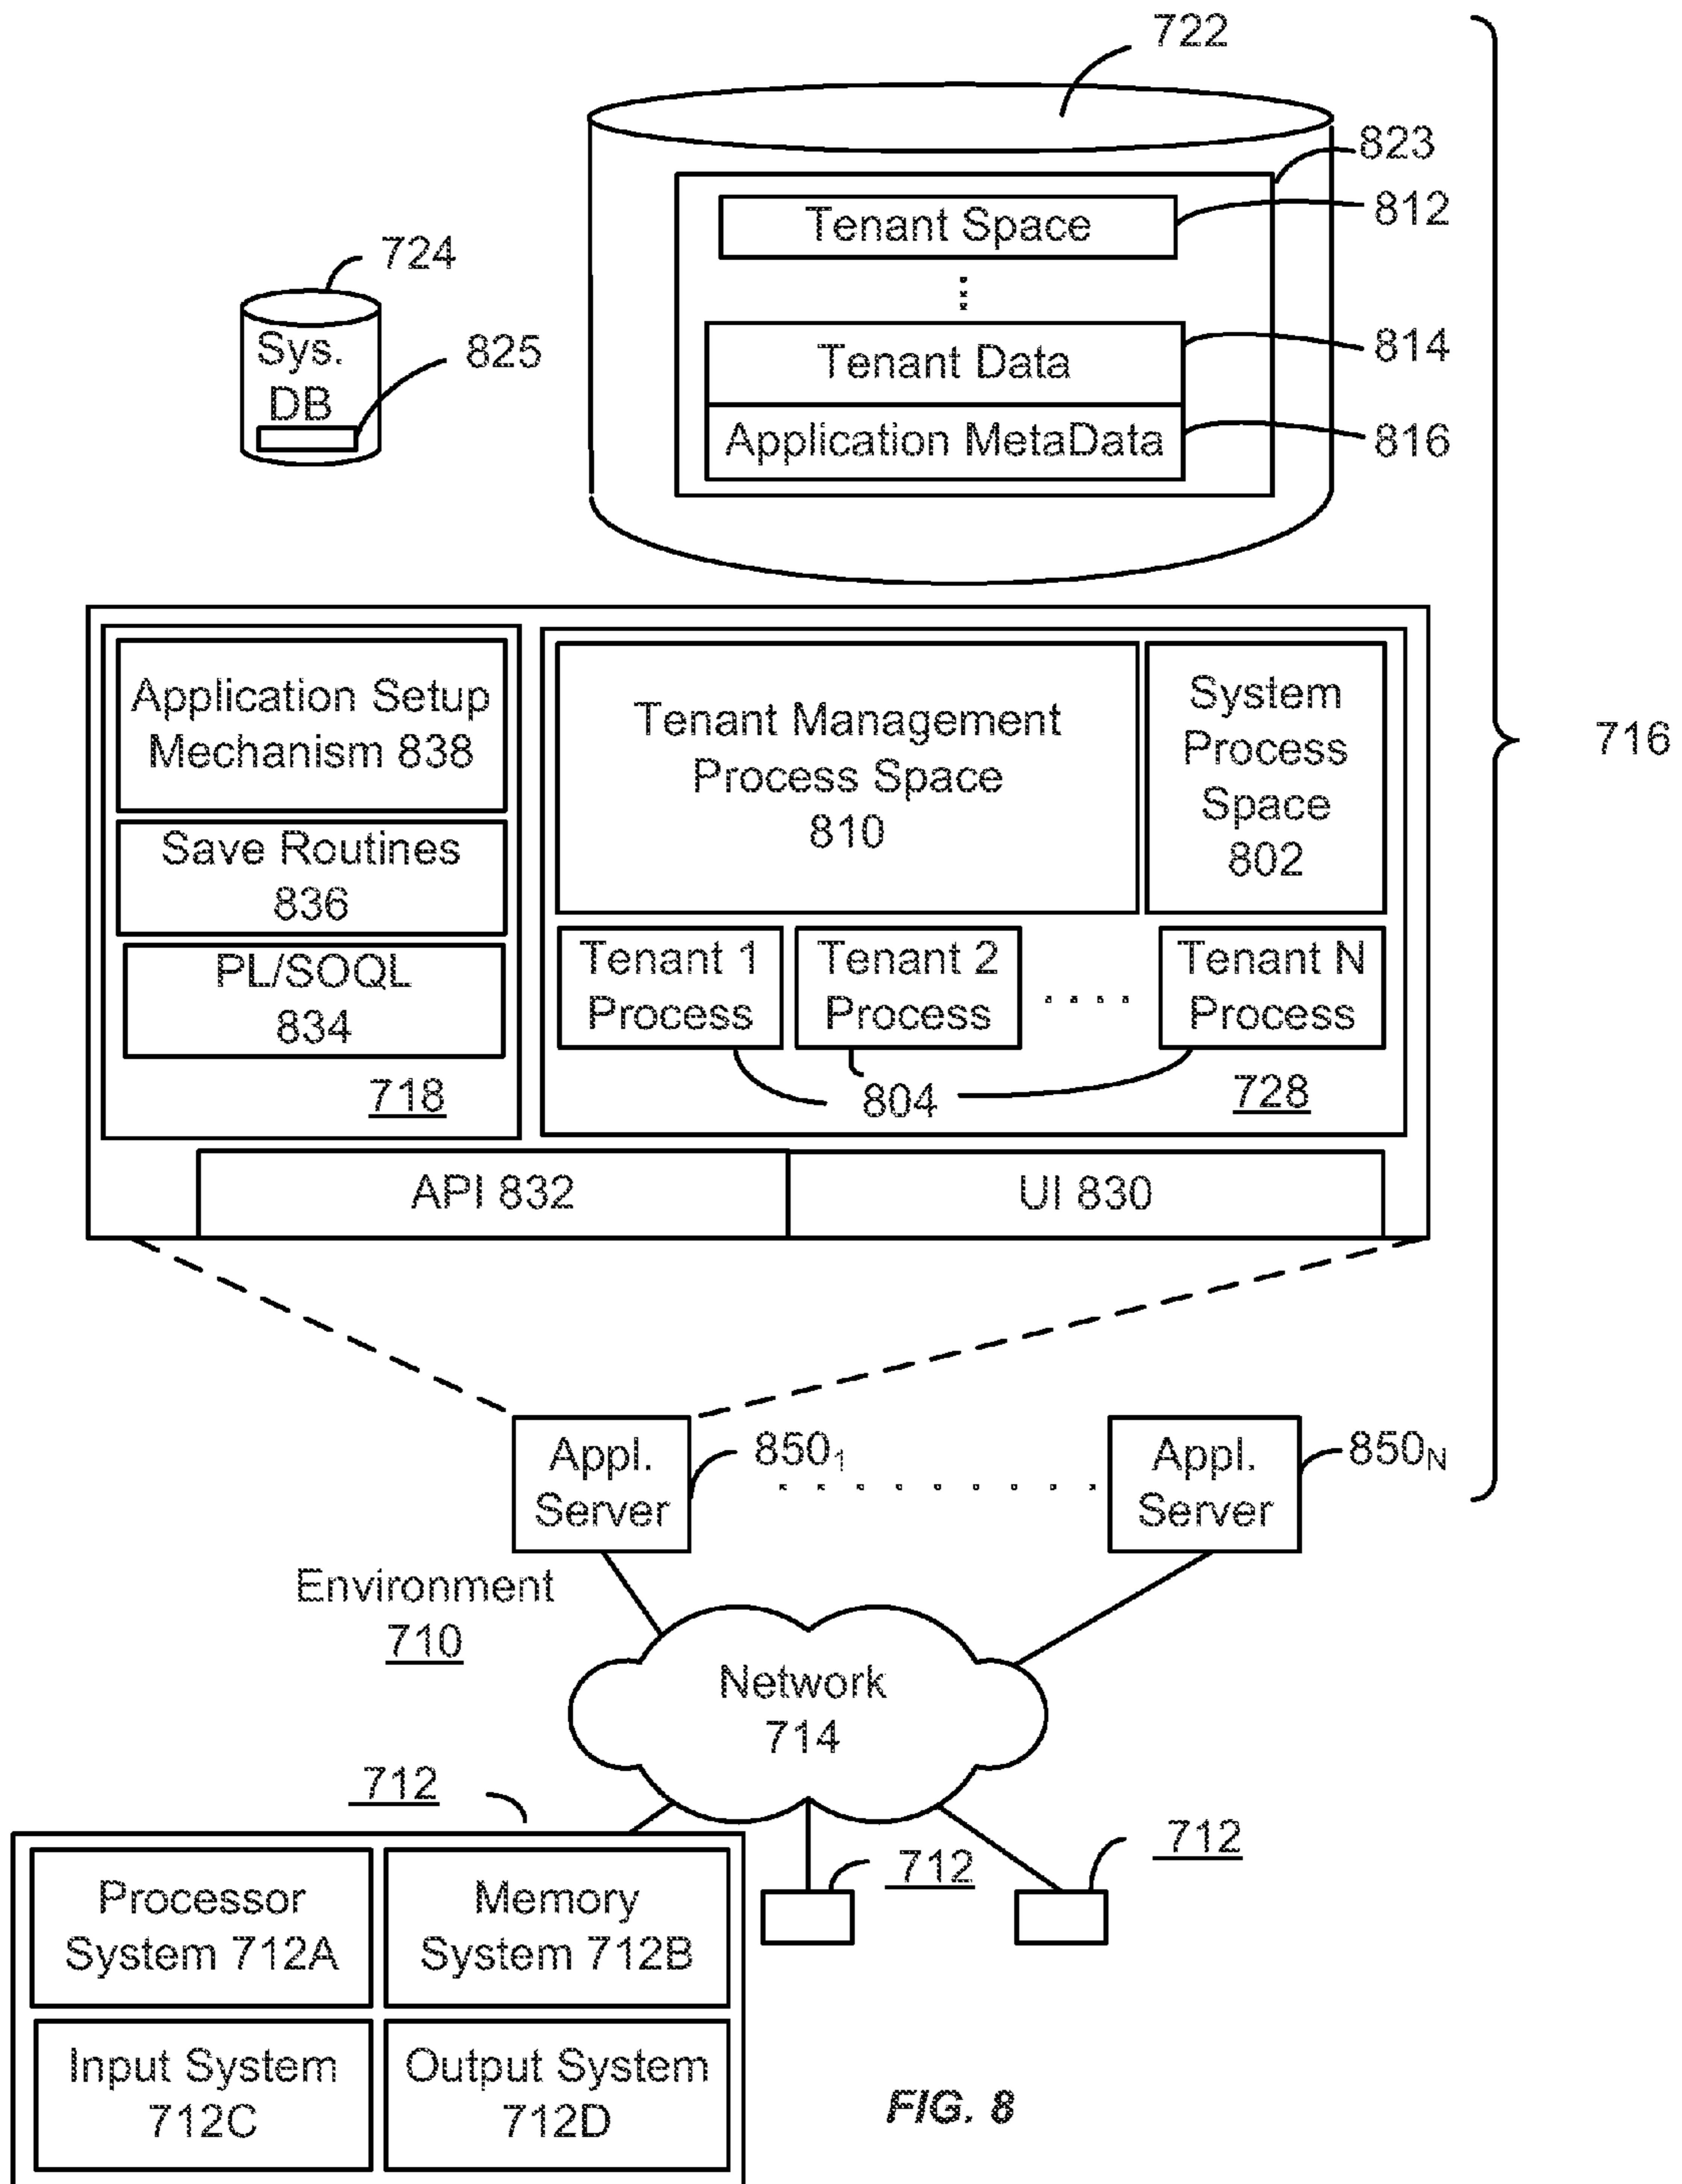 722
823
Tenant Space
812
724
Sys.
DB
825
Tenant Data
814
Application MetaData
816
Application Setup
Mechanism 838
Tenant Management
Process Space
810
System
Process
Space
802
716
Save Routines
836
PL/SOQL
834
Tenant 1
Process
Tenant 2
Process
Tenant N
Process
718
804
728
API 832
UI 830
Appl.
Server
850₁
Appl.
Server
850N
Environment
710
Network
714
712
712
712
Processor
System 712A
Memory
System 712B
Input System
712C
Output System
712D
FIG. 8